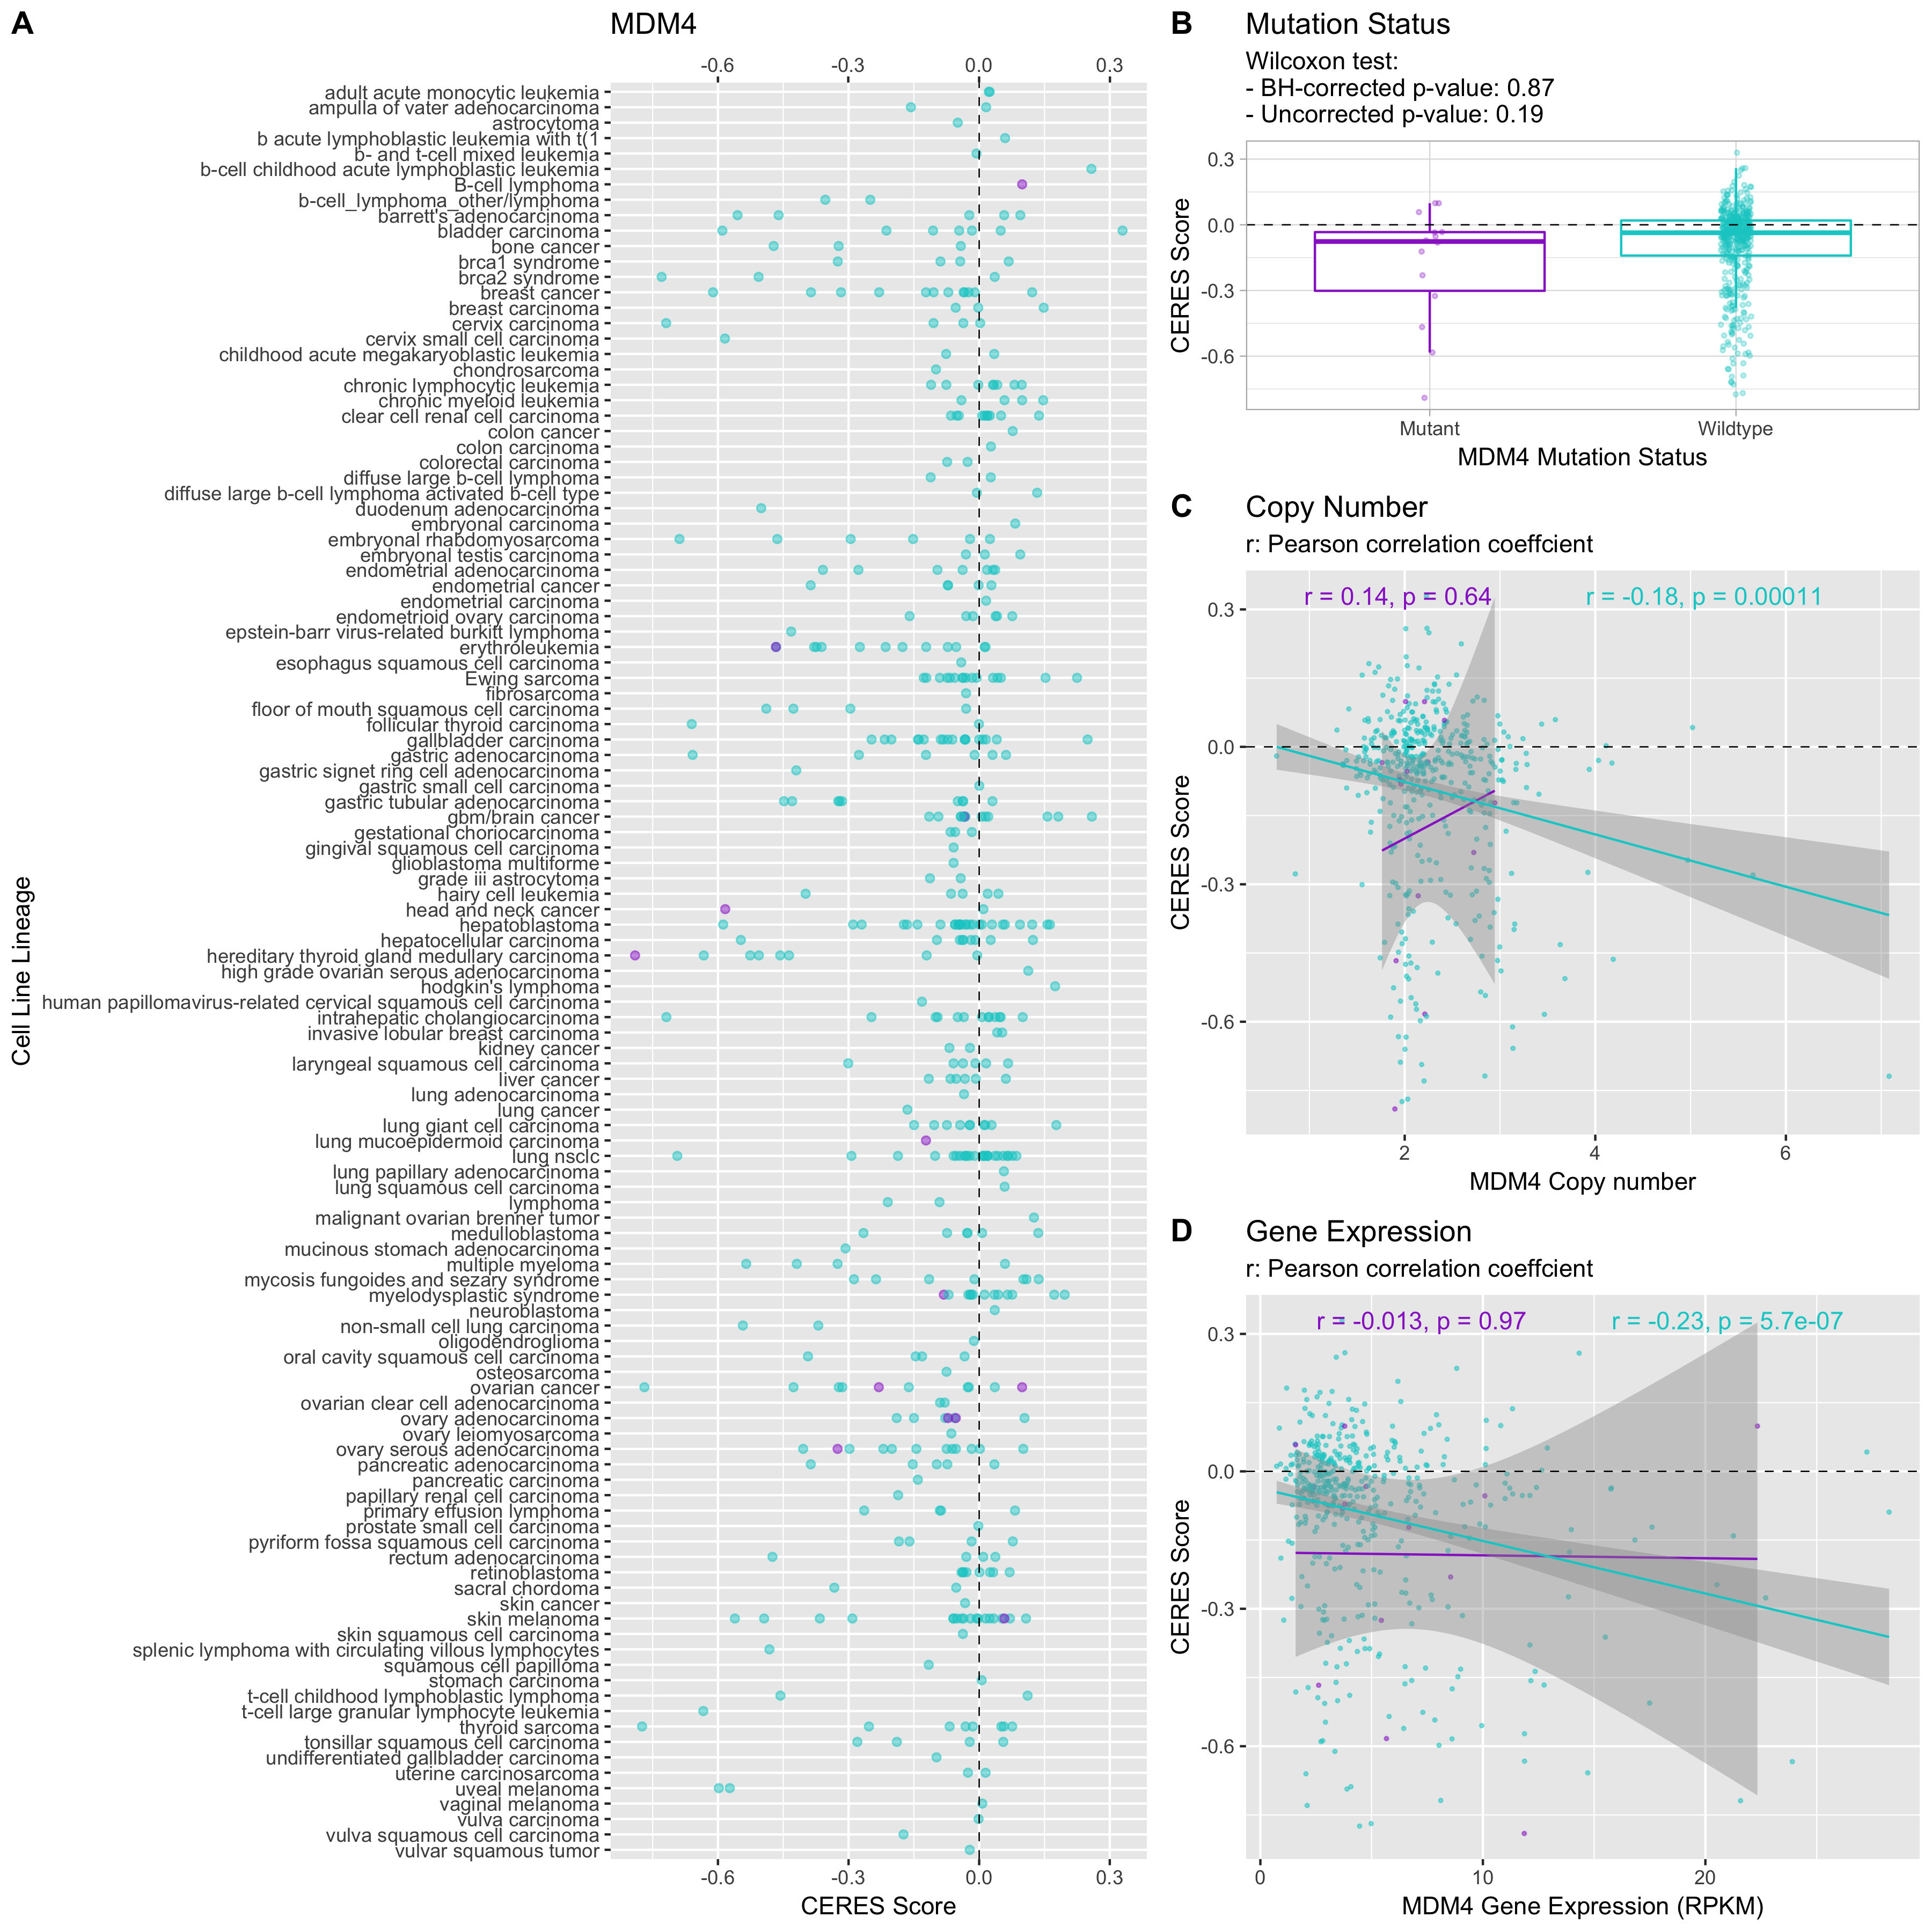 A
MDM4
-0.6 -0.3 0.0 0.3
Cell Line Lineage
adult acute monocytic leukemia
ampulla of vater adenocarcinoma
astrocytoma
b acute lymphoblastic leukemia with t(1
b- and t-cell mixed leukemia
b-cell childhood acute lymphoblastic leukemia
B-cell lymphoma
b-cell_lymphoma_other/lymphoma
barrett's adenocarcinoma
bladder carcinoma
bone cancer
brca1 syndrome
brca2 syndrome
breast cancer
breast carcinoma
cervix carcinoma
cervix small cell carcinoma
childhood acute megakaryoblastic leukemia
chondrosarcoma
chronic lymphocytic leukemia
chronic myeloid leukemia
clear cell renal cell carcinoma
colon cancer
colon carcinoma
colorectal carcinoma
diffuse large b-cell lymphoma
diffuse large b-cell lymphoma activated b-cell type
duodenum adenocarcinoma
embryonal carcinoma
embryonal rhabdomyosarcoma
embryonal testis carcinoma
endometrial adenocarcinoma
endometrial cancer
endometrial carcinoma
endometrioid ovary carcinoma
epstein-barr virus-related burkitt lymphoma
erythroleukemia
esophagus squamous cell carcinoma
Ewing sarcoma
fibrosarcoma
floor of mouth squamous cell carcinoma
follicular thyroid carcinoma
gallbladder carcinoma
gastric adenocarcinoma
gastric signet ring cell adenocarcinoma
gastric small cell carcinoma
gastric tubular adenocarcinoma
gbm/brain cancer
gestational choriocarcinoma
gingival squamous cell carcinoma
glioblastoma multiforme
grade iii astrocytoma
hairy cell leukemia
head and neck cancer
hepatoblastoma
hepatocellular carcinoma
hereditary thyroid gland medullary carcinoma
high grade ovarian serous adenocarcinoma
hodgkin's lymphoma
human papillomavirus-related cervical squamous cell carcinoma
intrahepatic cholangiocarcinoma
invasive lobular breast carcinoma
kidney cancer
laryngeal squamous cell carcinoma
liver cancer
lung adenocarcinoma
lung cancer
lung giant cell carcinoma
lung mucoepidermoid carcinoma
lung nsclc
lung papillary adenocarcinoma
lung squamous cell carcinoma
lymphoma
malignant ovarian brenner tumor
medulloblastoma
mucinous stomach adenocarcinoma
multiple myeloma
mycosis fungoides and sezary syndrome
myelodysplastic syndrome
neuroblastoma
non-small cell lung carcinoma
oligodendroglioma
oral cavity squamous cell carcinoma
osteosarcoma
ovarian cancer
ovarian clear cell adenocarcinoma
ovary adenocarcinoma
ovary leiomyosarcoma
ovary serous adenocarcinoma
pancreatic adenocarcinoma
pancreatic carcinoma
papillary renal cell carcinoma
primary effusion lymphoma
prostate small cell carcinoma
pyriform fossa squamous cell carcinoma
rectum adenocarcinoma
retinoblastoma
sacral chordoma
skin cancer
skin melanoma
skin squamous cell carcinoma
splenic lymphoma with circulating villous lymphocytes
squamous cell papilloma
stomach carcinoma
t-cell childhood lymphoblastic lymphoma
t-cell large granular lymphocyte leukemia
thyroid sarcoma
tonsillar squamous cell carcinoma
undifferentiated gallbladder carcinoma
uterine carcinosarcoma
uveal melanoma
vaginal melanoma
vulva carcinoma
vulva squamous cell carcinoma
vulvar squamous tumor
-0.6 -0.3 0.0 0.3
CERES Score
B
Mutation Status
Wilcoxon test:
- BH-corrected p-value: 0.87
- Uncorrected p-value: 0.19
CERES Score
0.3
0.0
-0.3
-0.6
Mutant Wildtype
MDM4 Mutation Status
C
Copy Number
r: Pearson correlation coeffcient
r = 0.14, p = 0.64 r = -0.18, p = 0.00011
CERES Score
0.3
0.0
-0.3
-0.6
2 4 6
MDM4 Copy number
D
Gene Expression
r: Pearson correlation coeffcient
r = -0.013, p = 0.97 r = -0.23, p = 5.7e-07
CERES Score
0.3
0.0
-0.3
-0.6
0 10 20
MDM4 Gene Expression (RPKM)